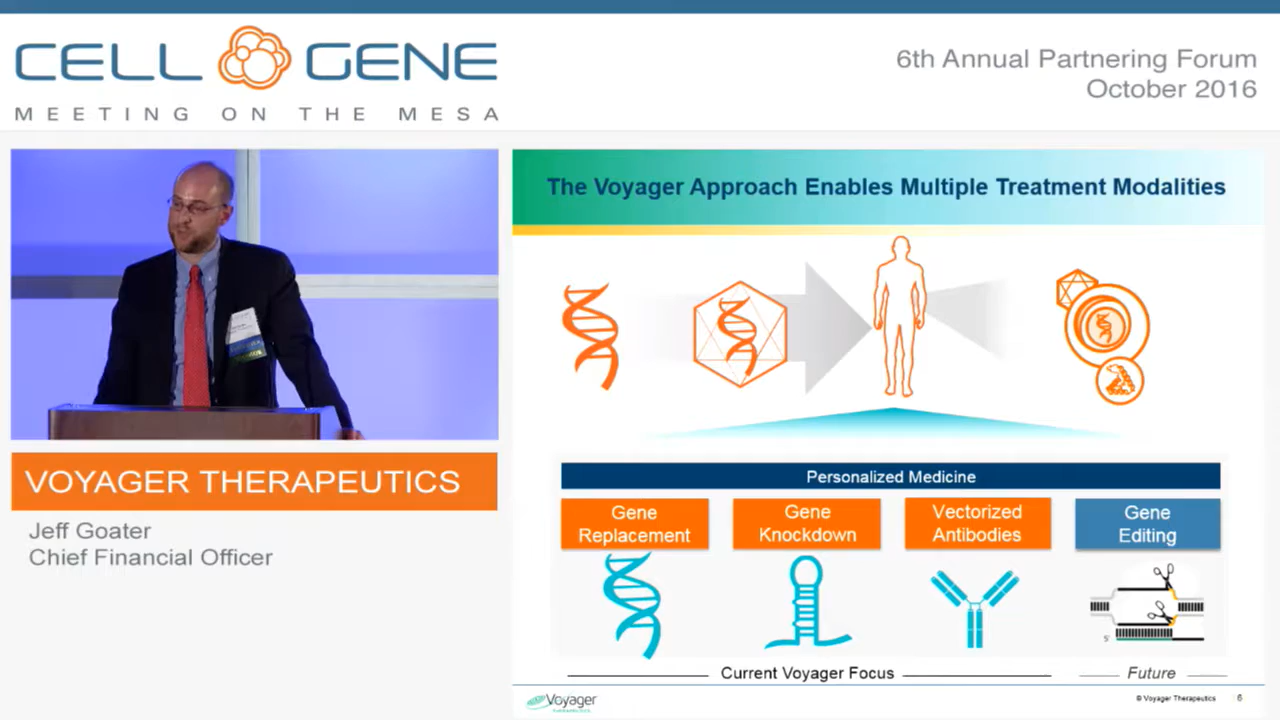 CELL GENE
MEETING ON THE MESA
6th Annual Partnering Forum
October 2016
VOYAGER THERAPEUTICS
Jeff Goater
Chief Financial Officer
The Voyager Approach Enables Multiple Treatment Modalities
Personalized Medicine
Gene
Replacement
Gene
Knockdown
Vectorized
Antibodies
Gene
Editing
5'
Current Voyager Focus
Future
Voyager
© Voyager Therapeutics
6